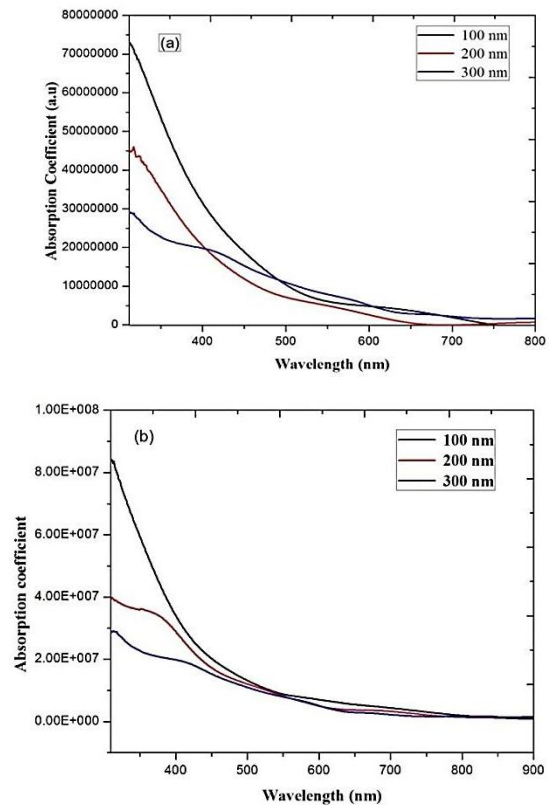 80000000
70000000
60000000
50000000
40000000
30000000
20000000
10000000
0
Absorption Coefficient (a.u)
(a)
100 nm
200 nm
300 nm
400 500 600 700 800
Wavelength (nm)
1.00E+008
8.00E+007
6.00E+007
4.00E+007
2.00E+007
0.00E+000
Absorption coefficient
(b)
100 nm
200 nm
300 nm
400 500 600 700 800 900
Wavelength (nm)